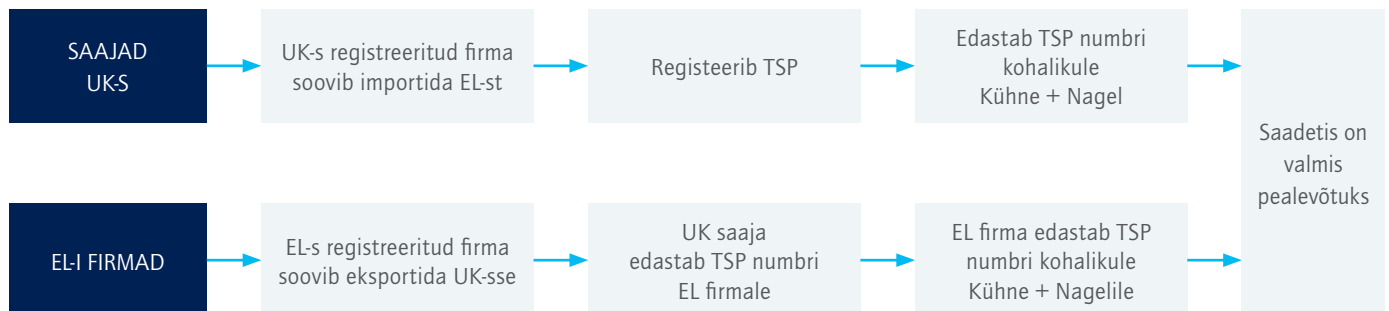 SAAJAD
UK-S
UK-s registreeritud firma
soovib importida EL-st
Registeerib TSP
Edastab TSP numbri
kohalikule
Kühne + Nagel
EL-I FIRMAD
EL-s registreeritud firma
soovib eksportida UK-sse
UK saaja
edastab TSP numbri
EL firmale
EL firma edastab TSP
numbri kohalikule
Kühne + Nagelile
Saadetis on
valmis
pealevõtuks